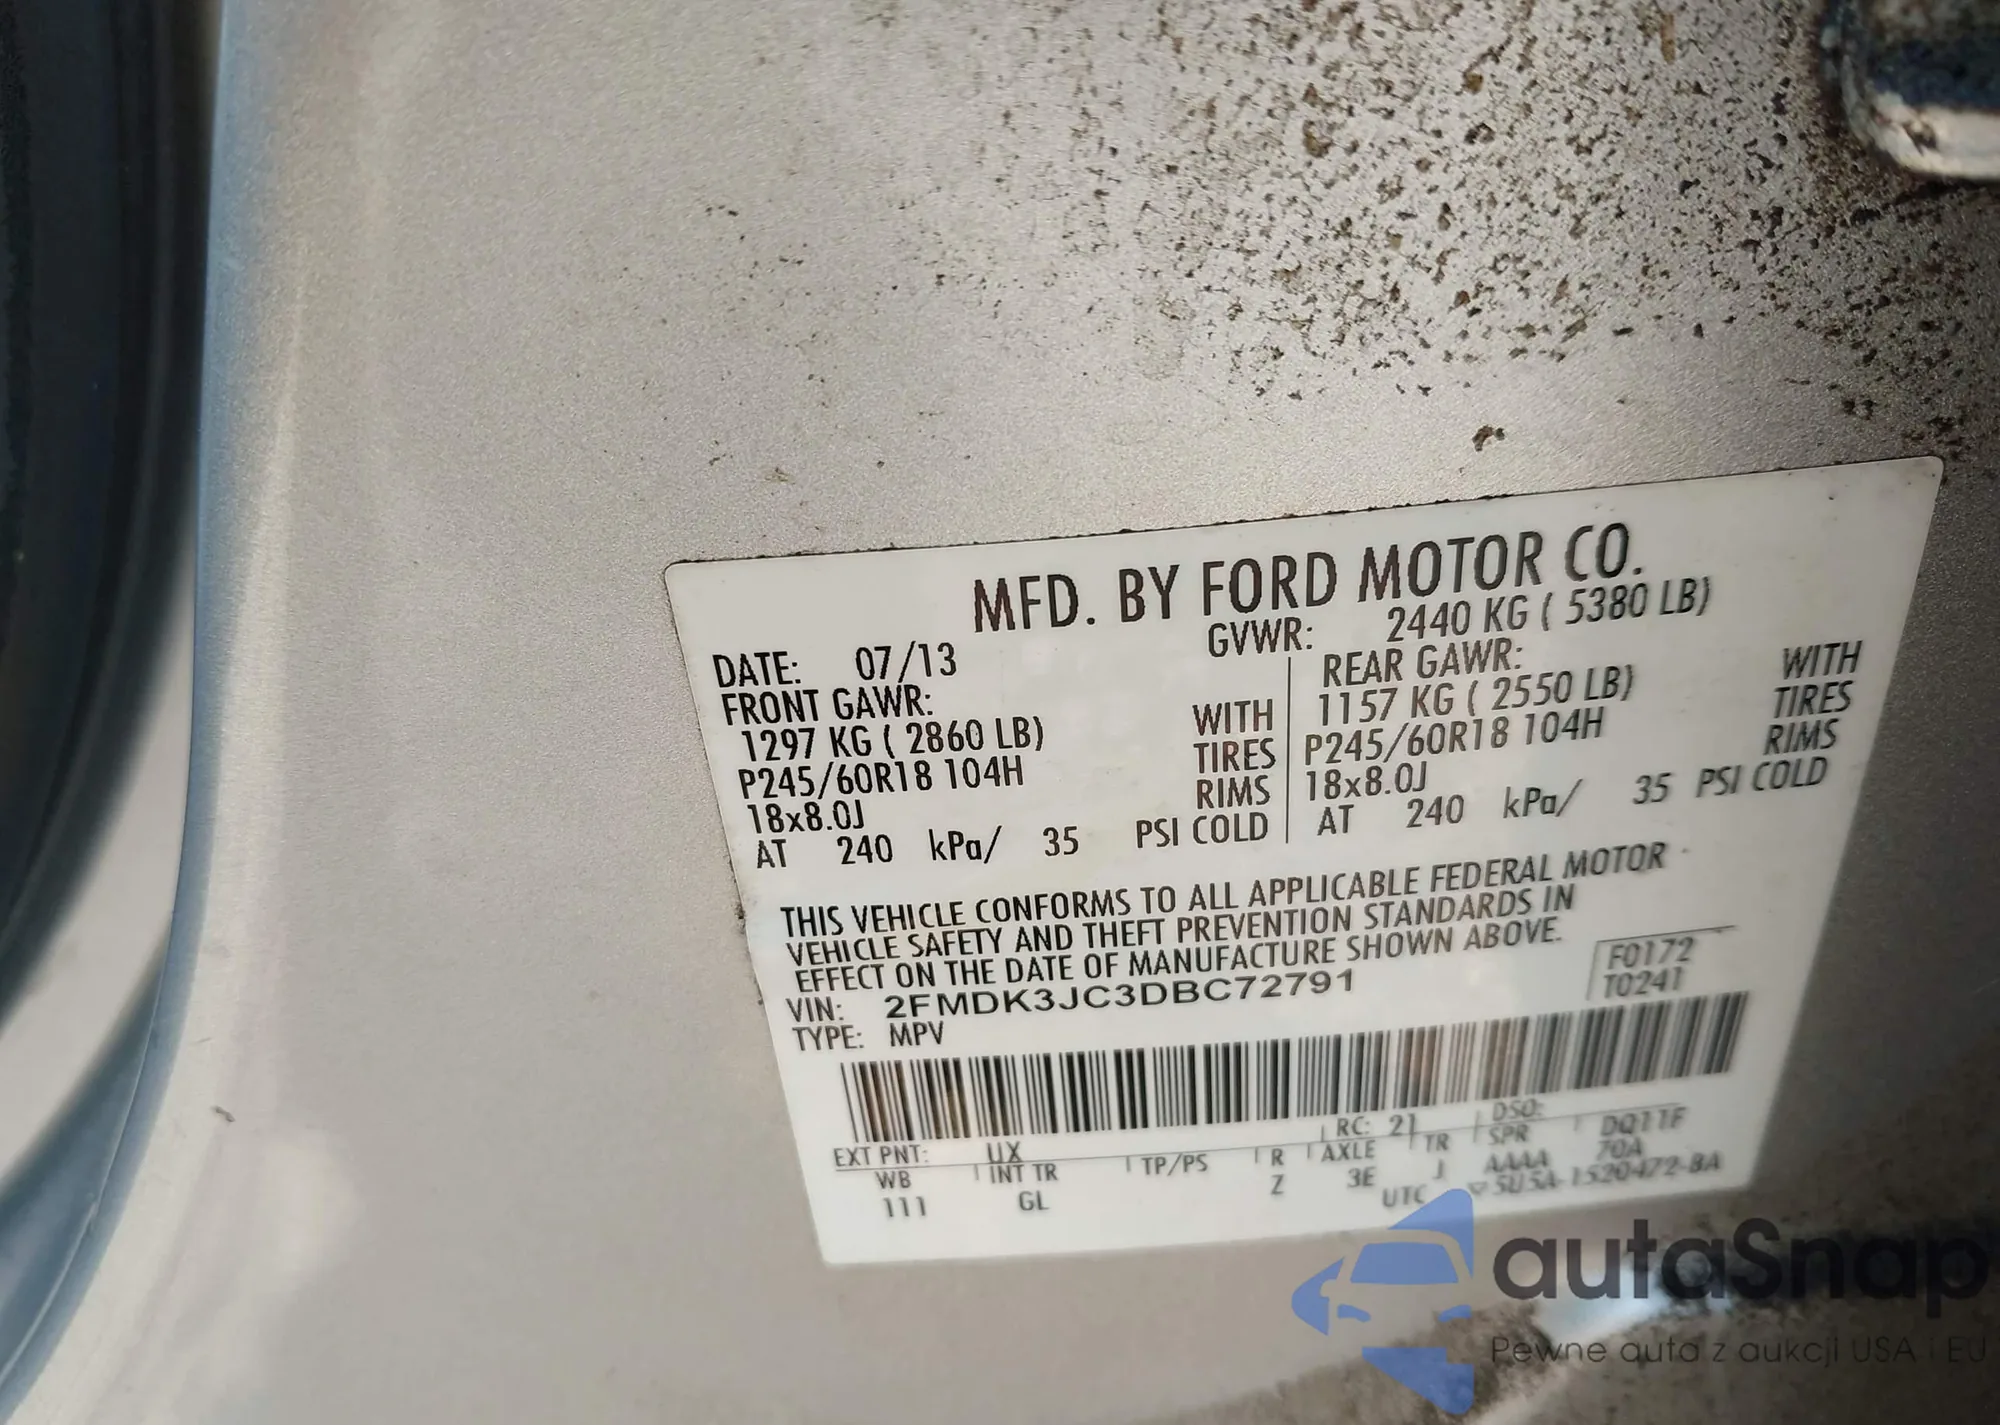 MFD. BY FORD MOTOR CO.
DATE: 07/13 GVWR: 2440 KG ( 5380 LB)
FRONT GAWR: REAR GAWR:
1297 KG ( 2860 LB) WITH 1157 KG ( 2550 LB) WITH
P245/60R18 104H TIRES P245/60R18 104H TIRES
18x8.0J RIMS 18x8.0J RIMS
AT 240 kPa/ 35 PSI COLD AT 240 kPa/ 35 PSI COLD
THIS VEHICLE CONFORMS TO ALL APPLICABLE FEDERAL MOTOR
VEHICLE SAFETY AND THEFT PREVENTION STANDARDS IN
EFFECT ON THE DATE OF MANUFACTURE SHOWN ABOVE.
VIN: 2FMDK3JC3DBC72791 F0172
TYPE: MPV T0241
EXT PNT: UX RC: 21 DSO: DQ11F
WB INT TR TP/PS R AXLE TR SPR 70A
111 GL Z 3E J AAAA
UTC ▽ 5U5A-1520472-BA
autaSnap
Pewne auta z aukcji USA i EU